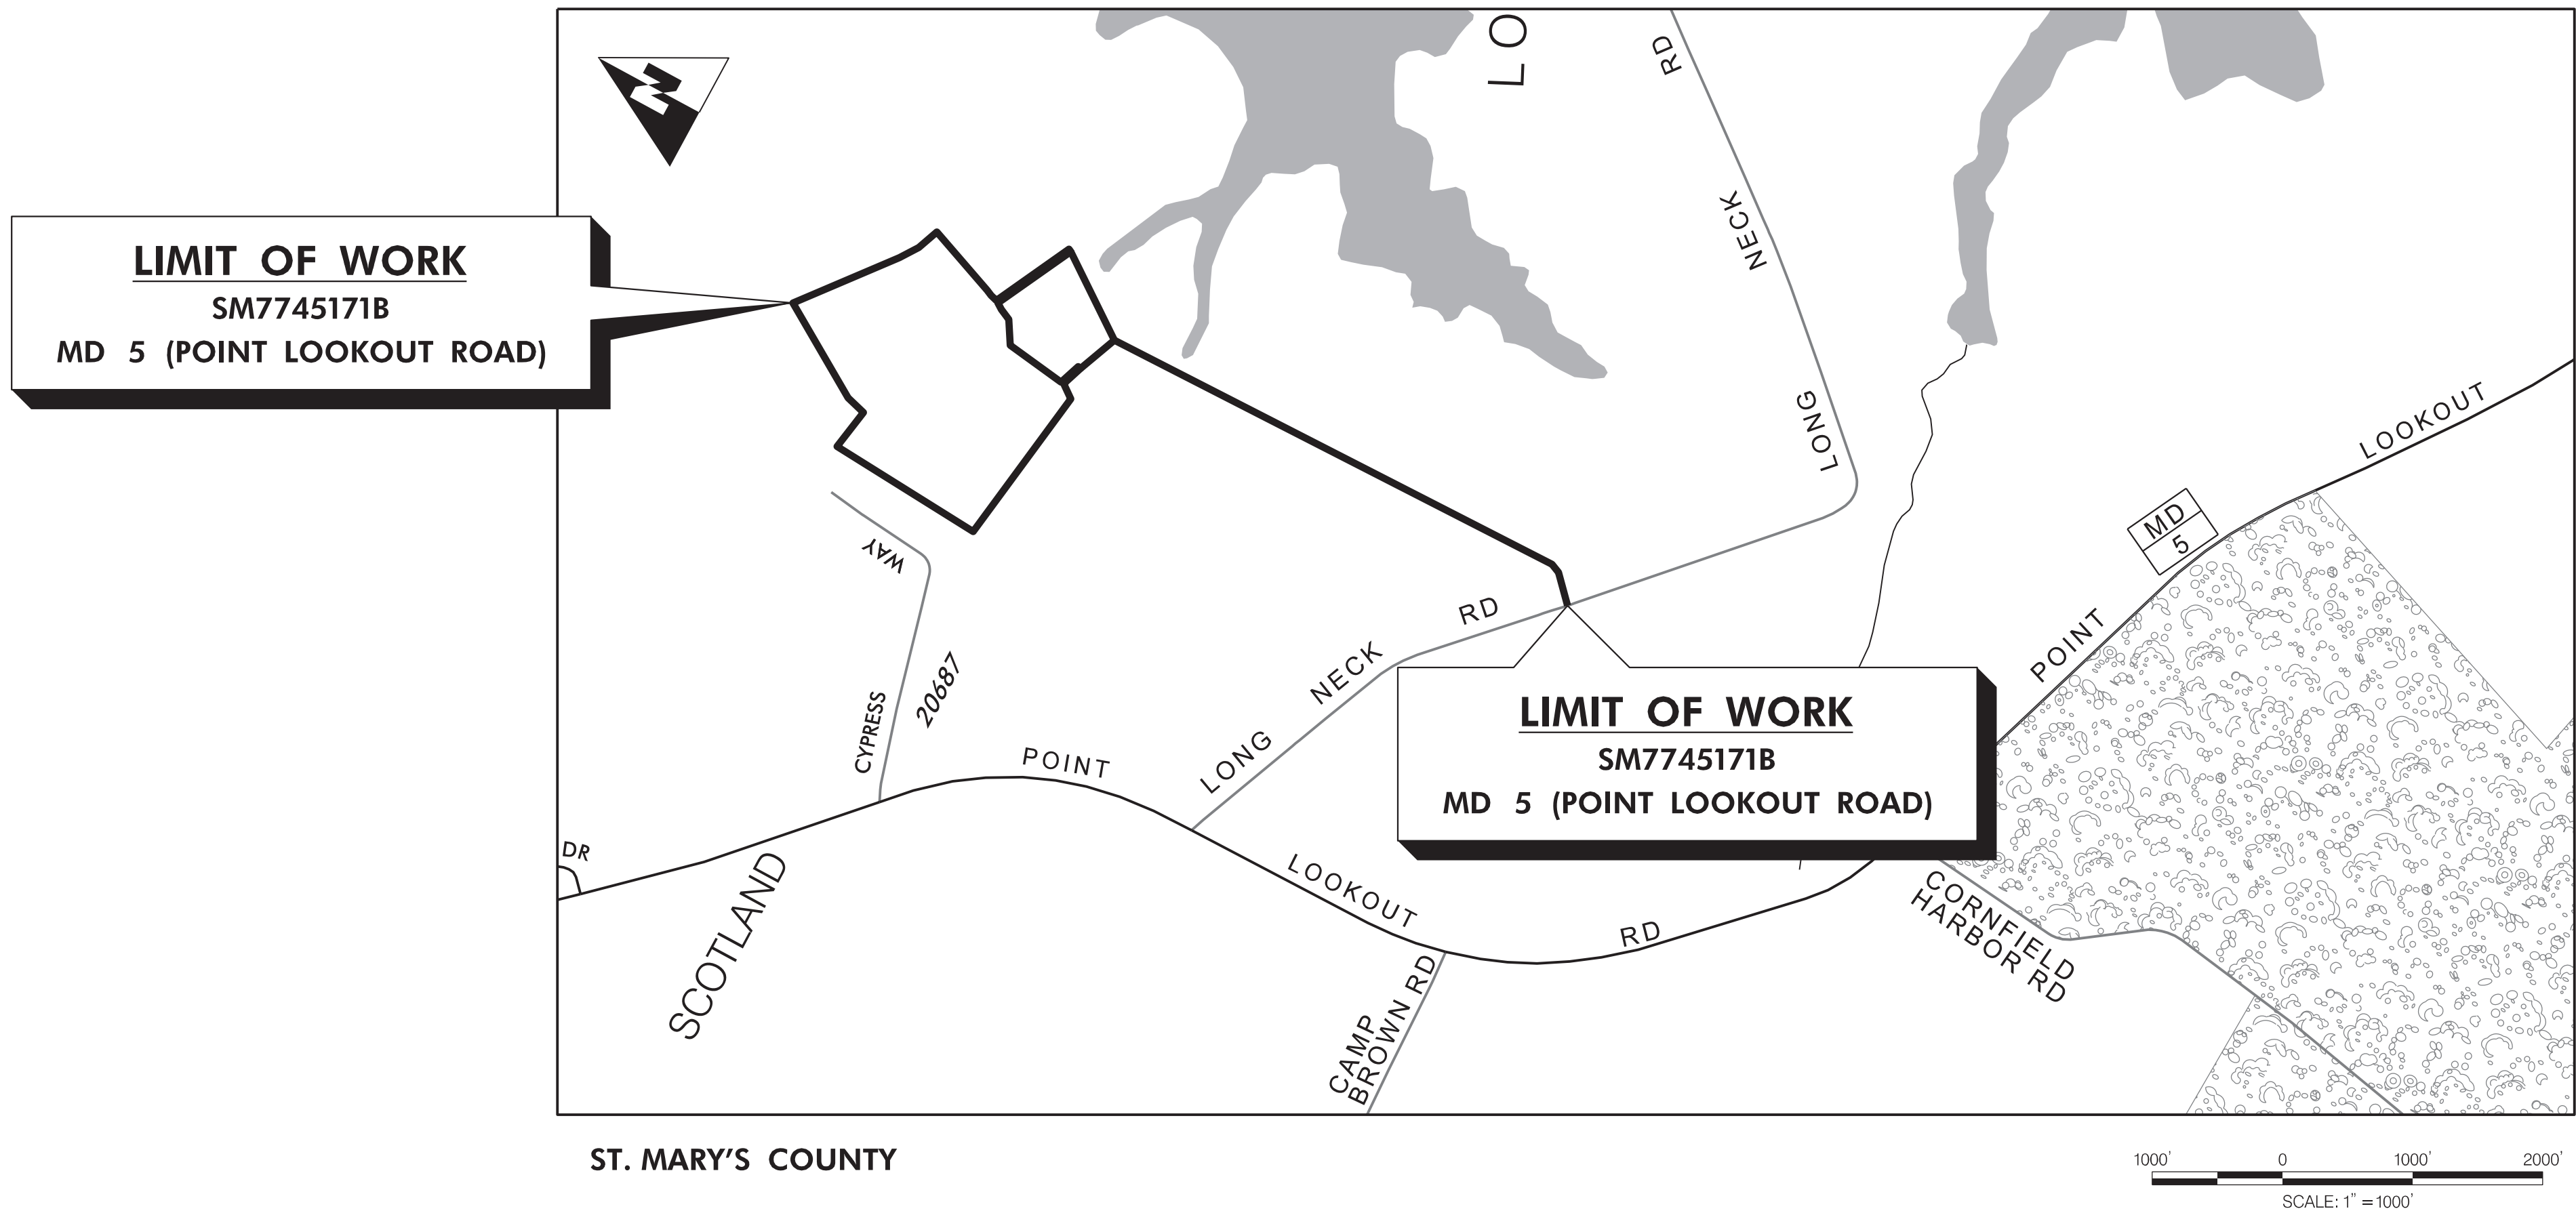 LO
RD
NECK
LONG
N
LIMIT OF WORK
SM7745171B
MD 5 (POINT LOOKOUT ROAD)
LOOKOUT
MD
5
POINT
WAY
CYPRESS
20687
RD
NECK
LONG
LIMIT OF WORK
SM7745171B
MD 5 (POINT LOOKOUT ROAD)
POINT
LOOKOUT
RD
DR
SCOTLAND
CAMP
BROWN RD
CORNFIELD
HARBOR RD
ST. MARY'S COUNTY
1000' 0 1000' 2000'
SCALE: 1" = 1000'